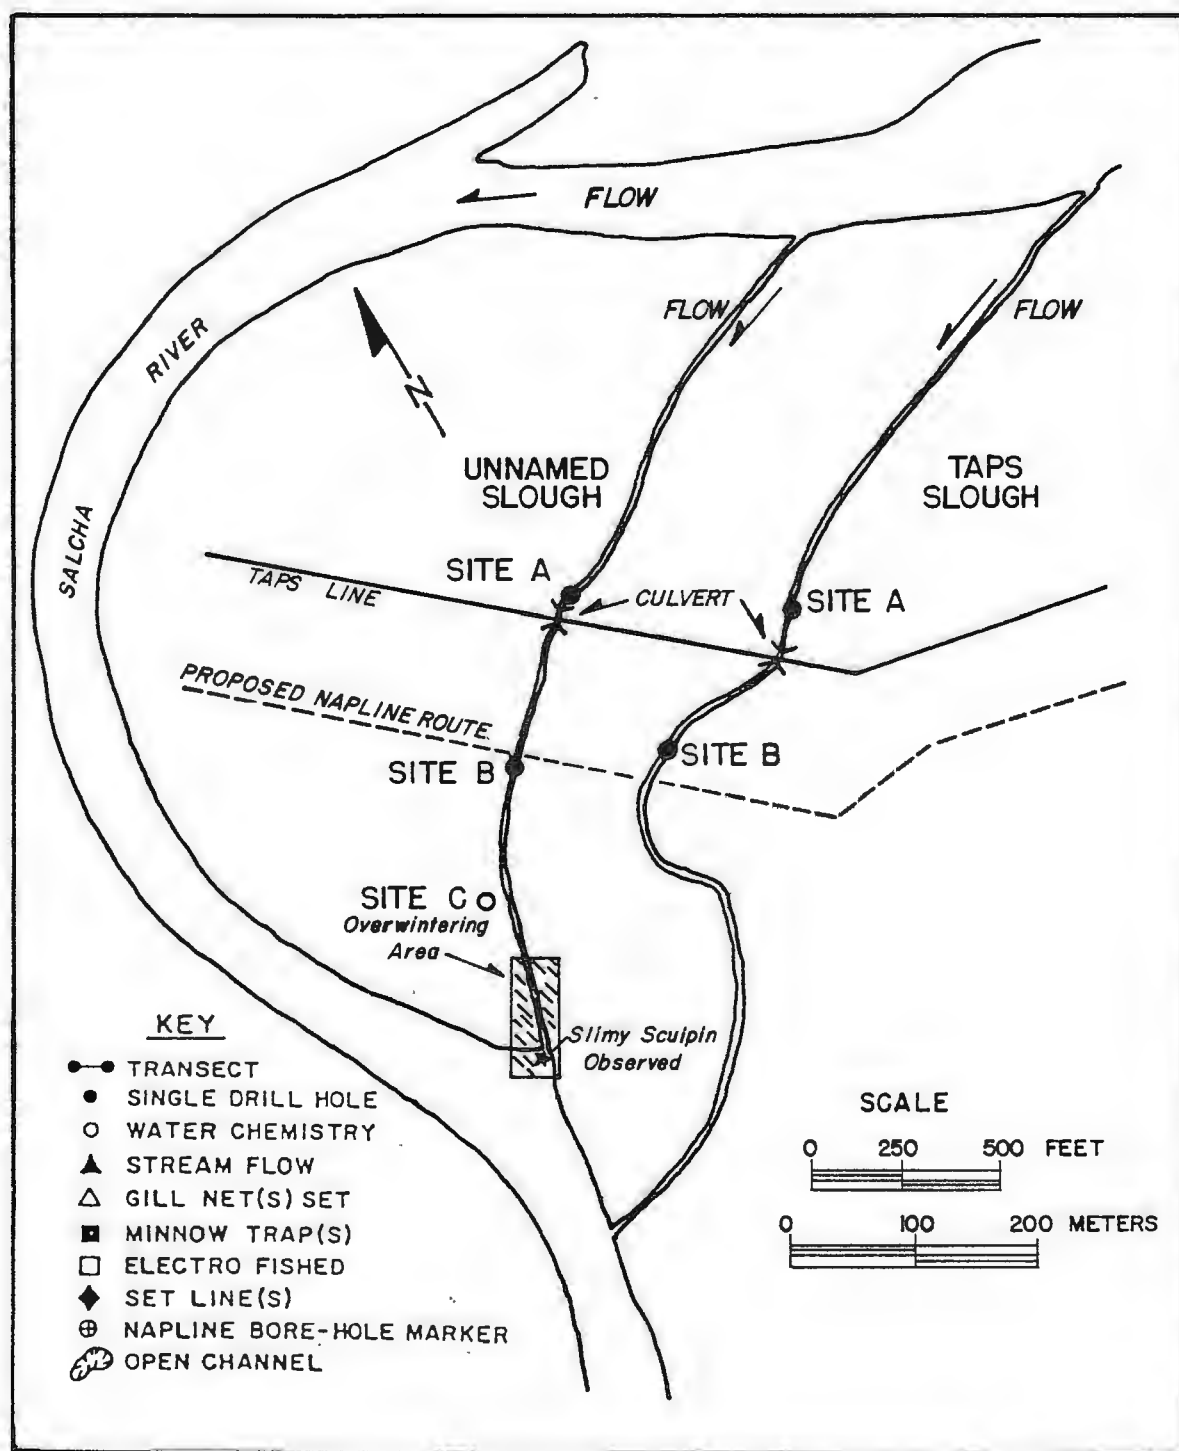 FLOW
FLOW
FLOW
SALCHA RIVER
N
UNNAMED
SLOUGH
TAPS
SLOUGH
SITE A
CULVERT
SITE A
TAPS LINE
PROPOSED NAPLINE ROUTE
SITE B
SITE B
SITE C
Overwintering
Area
Slimy Sculpin
Observed
KEY
TRANSECT
SINGLE DRILL HOLE
WATER CHEMISTRY
STREAM FLOW
GILL NET(S) SET
MINNOW TRAP(S)
ELECTRO FISHED
SET LINE(S)
NAPLINE BORE-HOLE MARKER
OPEN CHANNEL
SCALE
0 250 500 FEET
0 100 200 METERS